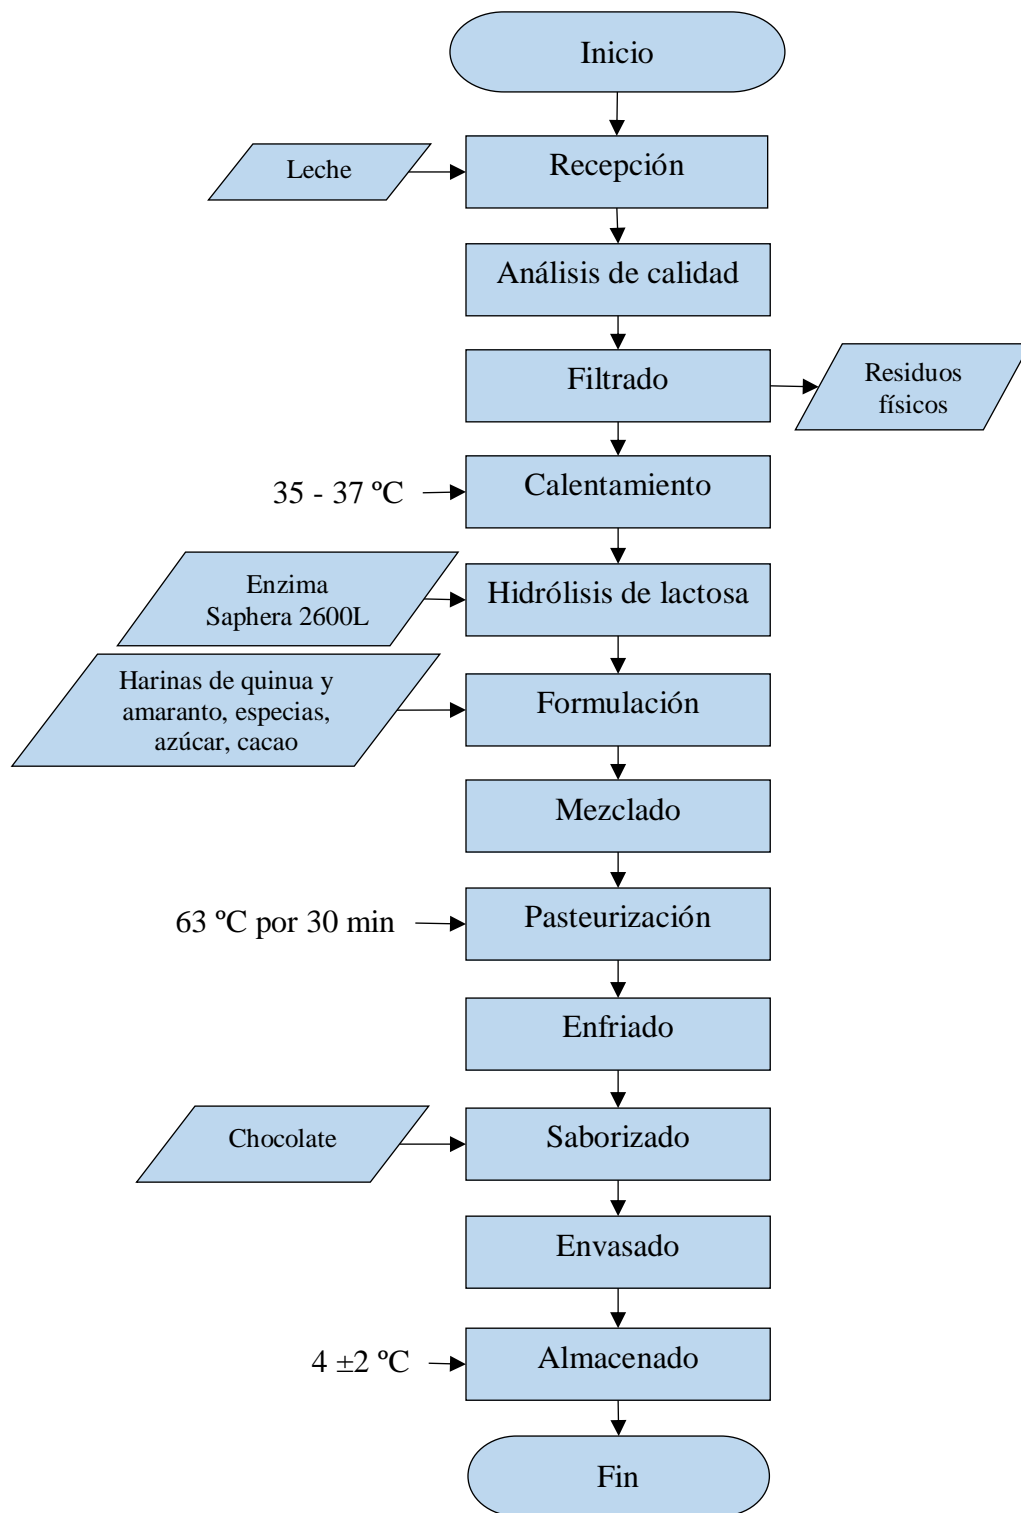 Inicio
Leche
Recepción
Análisis de calidad
Filtrado
Residuos
físicos
35 - 37 ºC
Calentamiento
Enzima
Saphera 2600L
Hidrólisis de lactosa
Harinas de quinua y
amaranto, especias,
azúcar, cacao
Formulación
Mezclado
63 ºC por 30 min
Pasteurización
Enfriado
Chocolate
Saborizado
Envasado
4 ±2 ºC
Almacenado
Fin